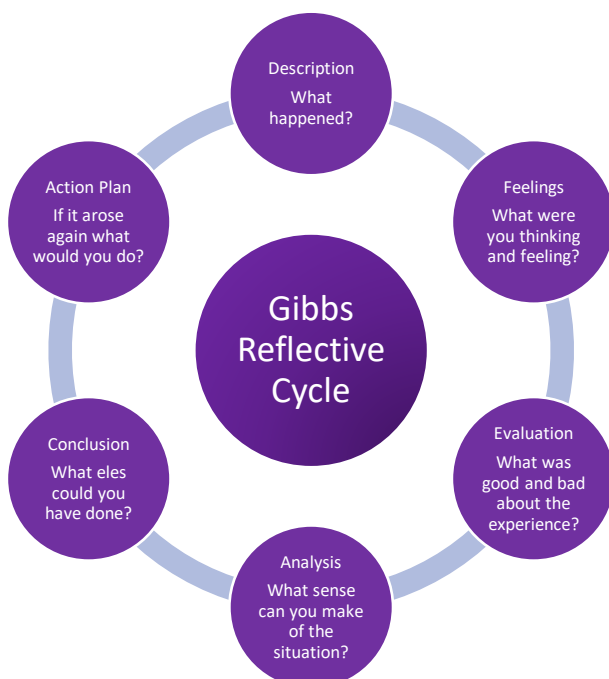 Description
What
happened?
Feelings
What were
you thinking
and feeling?
Evaluation
What was
good and bad
about the
experience?
Analysis
What sense
can you make
of the
situation?
Conclusion
What eles
could you
have done?
Action Plan
If it arose
again what
would you do?
Gibbs
Reflective
Cycle